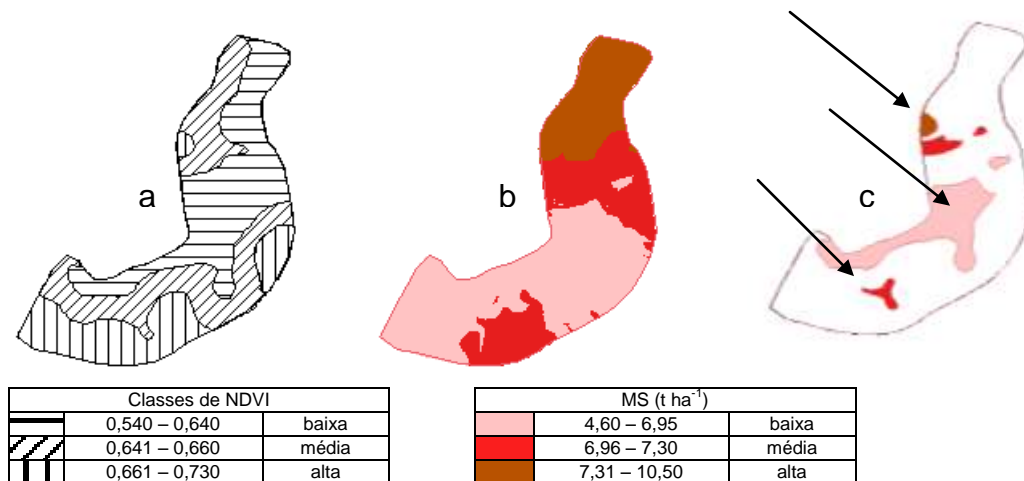 a
b
c
Classes de NDVI
0,540 – 0,640 baixa
0,641 – 0,660 média
0,661 – 0,730 alta
MS (t ha⁻¹)
4,60 – 6,95 baixa
6,96 – 7,30 média
7,31 – 10,50 alta